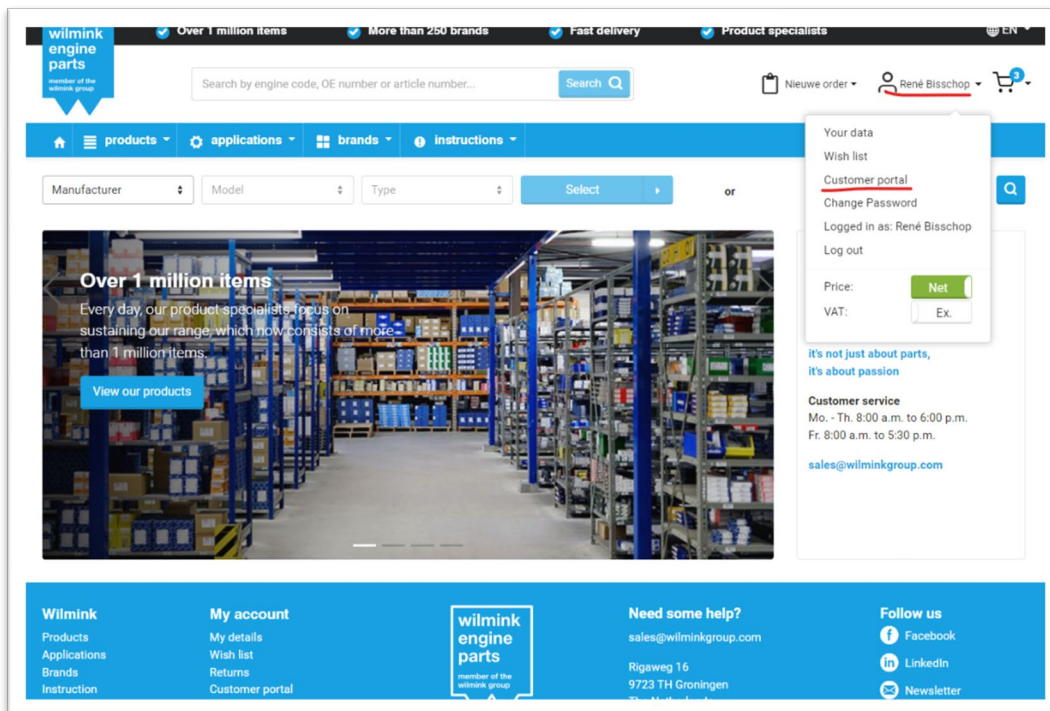 wilmink
engine
parts
member of the
wilmink group
Over 1 million items
More than 250 brands
Fast delivery
Product specialists
EN
Search by engine code, OE number or article number...
Search
Nieuwe order
René Bisschop
3
products
applications
brands
instructions
Manufacturer
Model
Type
Select
or
Your data
Wish list
Customer portal
Change Password
Logged in as: René Bisschop
Log out
Price:
Net
VAT:
Ex.
Over 1 million items
Every day, our product specialists focus on
sustaining our range, which now consists of more
than 1 million items.
View our products
it's not just about parts,
it's about passion
Customer service
Mo. - Th. 8:00 a.m. to 6:00 p.m.
Fr. 8:00 a.m. to 5:30 p.m.
sales@wilminkgroup.com
Wilmink
Products
Applications
Brands
Instruction
My account
My details
Wish list
Returns
Customer portal
wilmink
engine
parts
member of the
wilmink group
Need some help?
sales@wilminkgroup.com
Rigaweg 16
9723 TH Groningen
Follow us
Facebook
LinkedIn
Newsletter